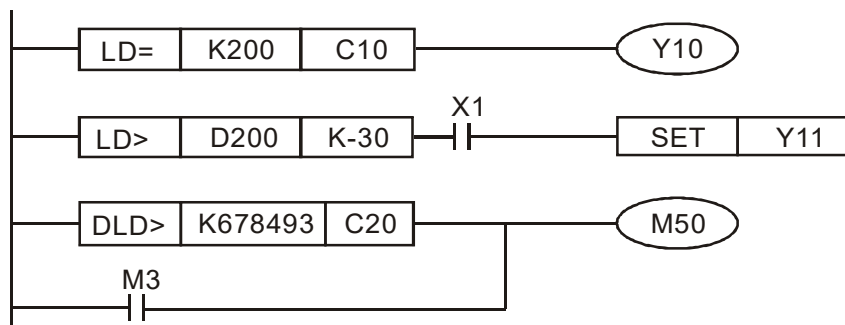 LD= K200 C10 Y10
X1
LD> D200 K-30 SET Y11
DLD> K678493 C20 M50
M3